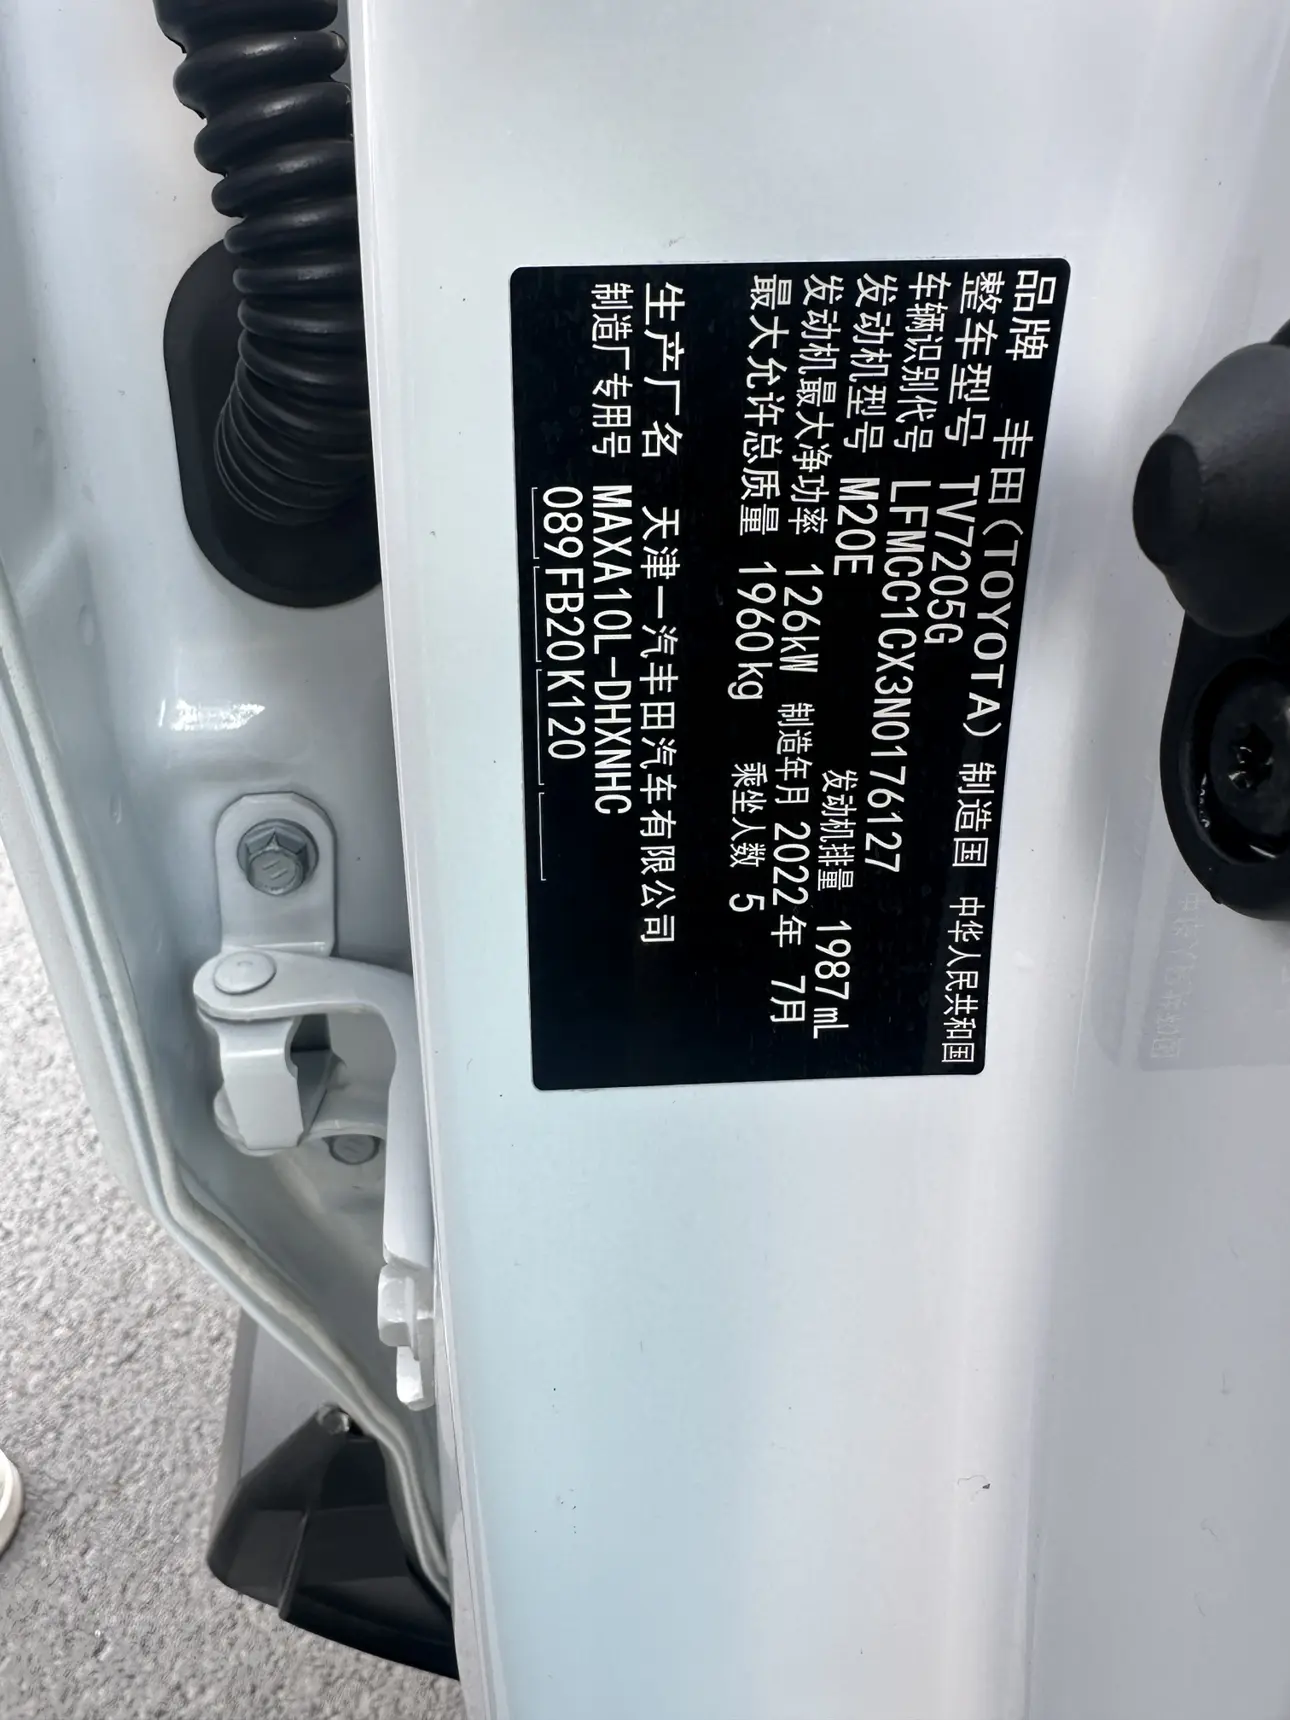 品牌 丰田(TOYOTA) 制造国 中华人民共和国
整车型号 TV7205G
车辆识别代号 LFMCC1CX3N0176127
发动机型号 M20E 发动机排量 1987mL
发动机最大净功率 126kW 制造年月 2022年 7月
最大允许总质量 1960kg 乘坐人数 5
生产厂名 天津一汽丰田汽车有限公司
制造厂专用号 MAXA10L-DHXNHC
089FB20K120